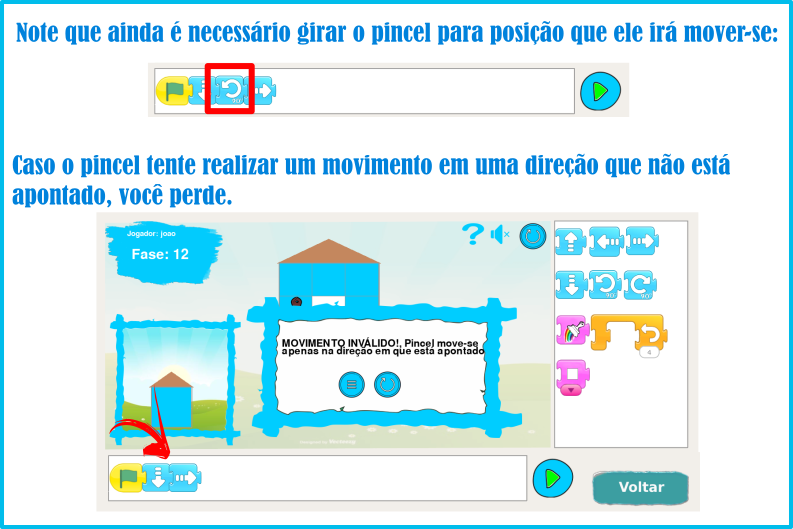 Note que ainda é necessário girar o pincel para posição que ele irá mover-se:
90
Caso o pincel tente realizar um movimento em uma direção que não está
apontado, você perde.
Jogador: joao
Fase: 12
?
MOVIMENTO INVÁLIDO!, Pincel move-se
apenas na direção em que esta apontado
90
90
4
Voltar